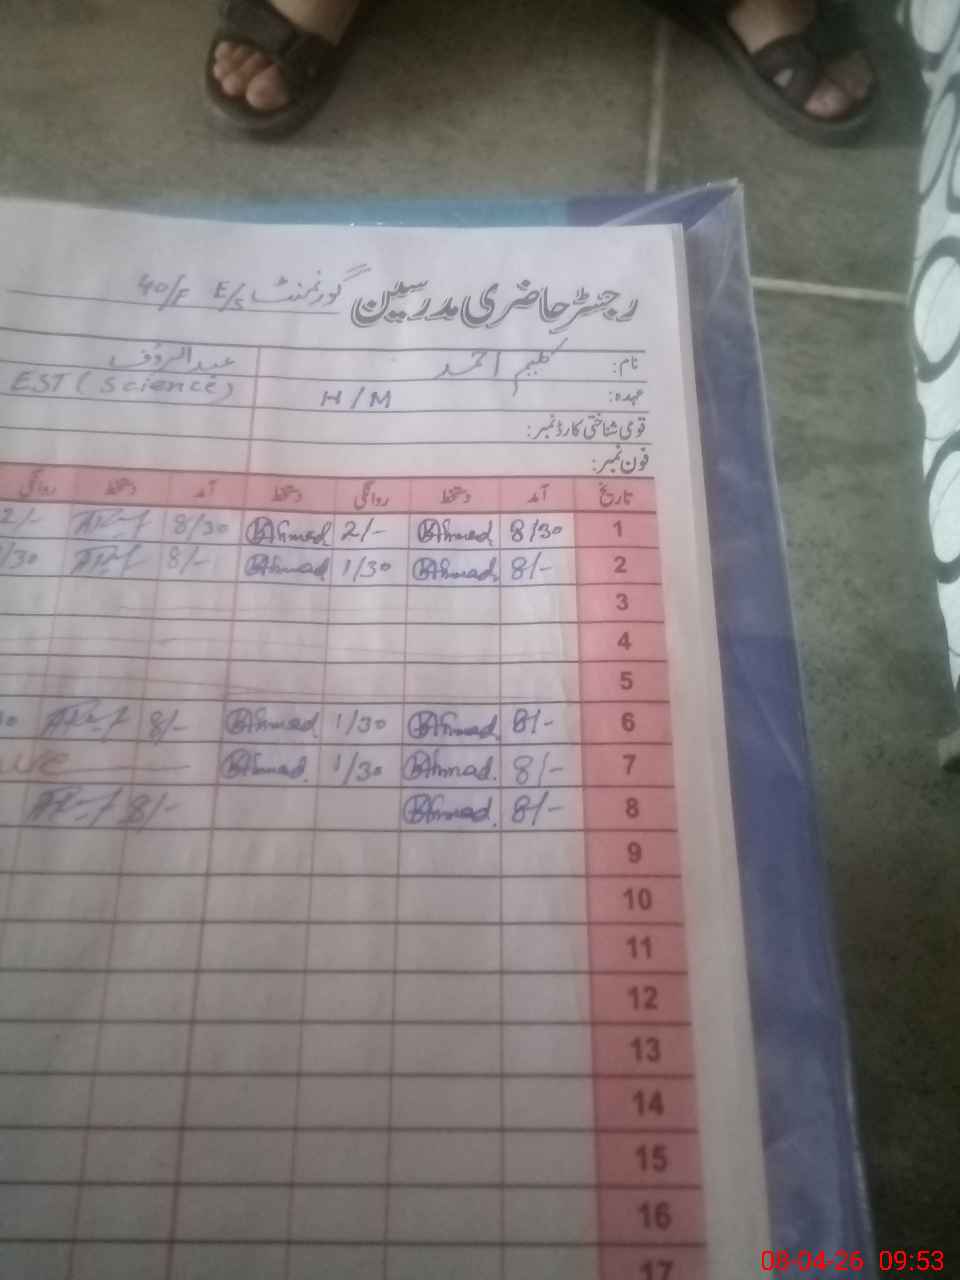 رجسٹر حاضری مدرسین گورنمنٹ E/S 40/F
نام: کلیم احمد عبدالرؤف
عہدہ: H/M EST (Science)
قومی شناختی کارڈ نمبر:
فون نمبر:
تاریخ آمد دستخط روانگی دستخط آمد دستخط روانگی
1 8/30 Ahmad 2/- Ahmad 8/30 2/-
2 8/- Ahmad 1/30 Ahmad 8/- /30
3
4
5
6 8/- Ahmad 1/30 Ahmad 8/-
7 8/- Ahmad. 1/30 Ahmad.
8 8/- Ahmad. 8/-
9
10
11
12
13
14
15
16
17
08-04-26 09:53